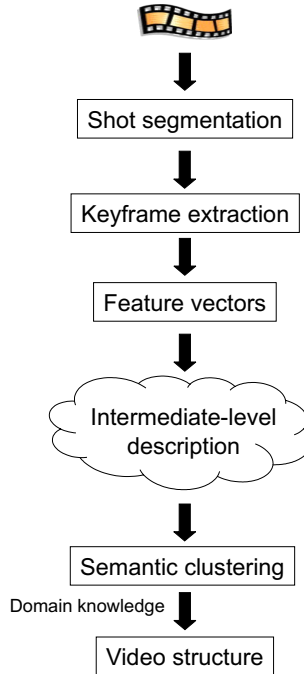 Shot segmentation
Keyframe extraction
Feature vectors
Intermediate-level
description
Semantic clustering
Domain knowledge
Video structure